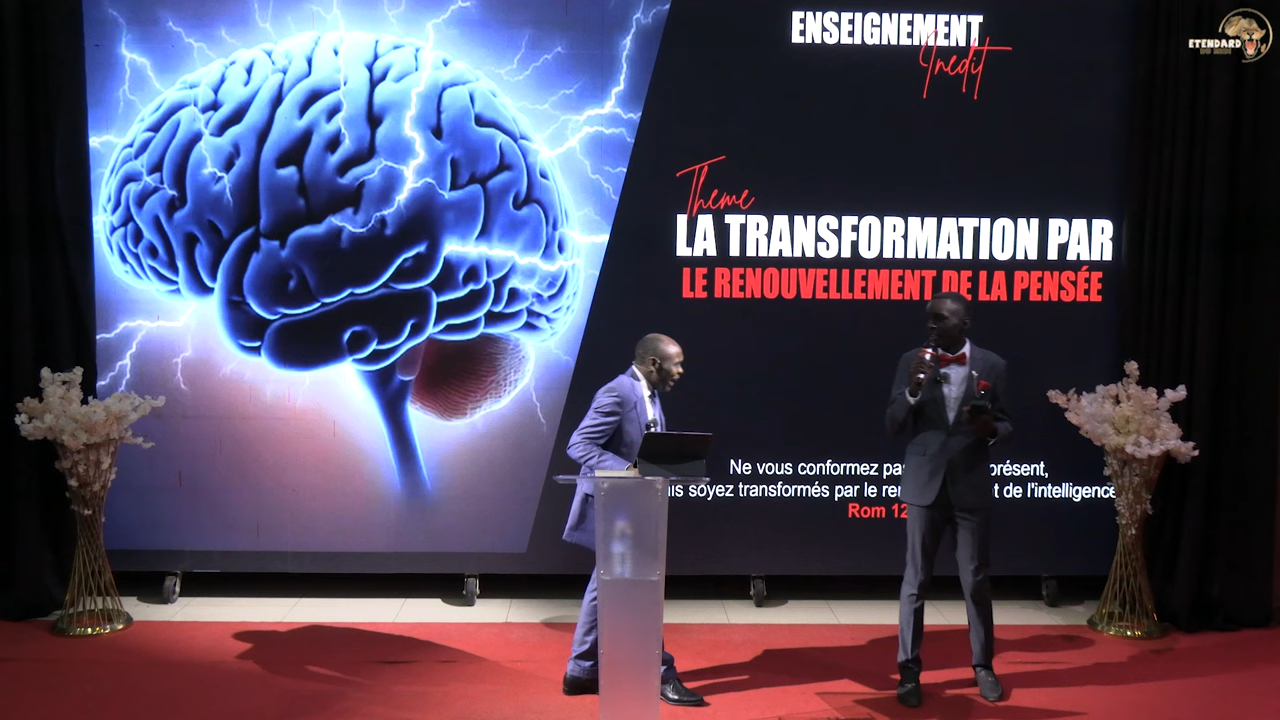 ENSEIGNEMENT
Inedit
ETENDARD
Theme
LA TRANSFORMATION PAR
LE RENOUVELLEMENT DE LA PENSÉE
Ne vous conformez pas présent,
soyez transformés par le de l'intelligence
Rom 12